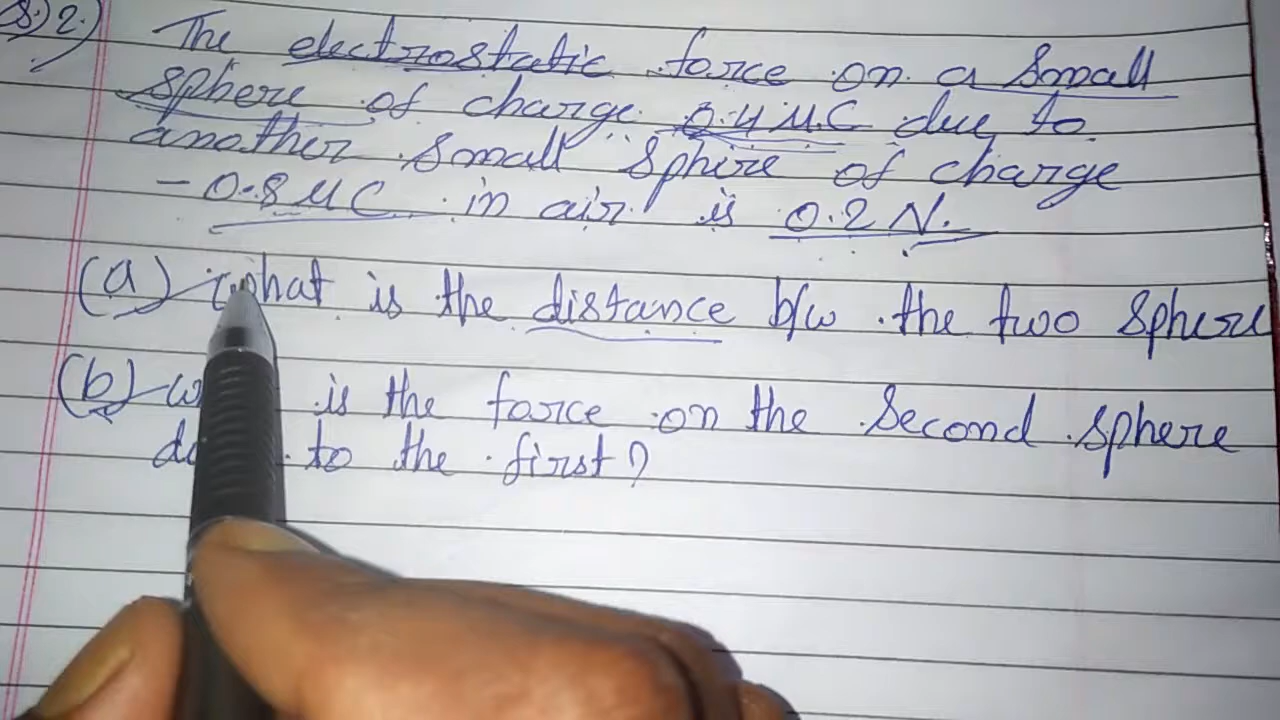 Q.) 2.) The electrostatic force on a small
sphere of charge 0.4 μC due to
another small sphere of charge
-0.8 μC in air is 0.2 N.
(a) what is the distance b/w the two sphere
(b) is the force on the second sphere
to the first?